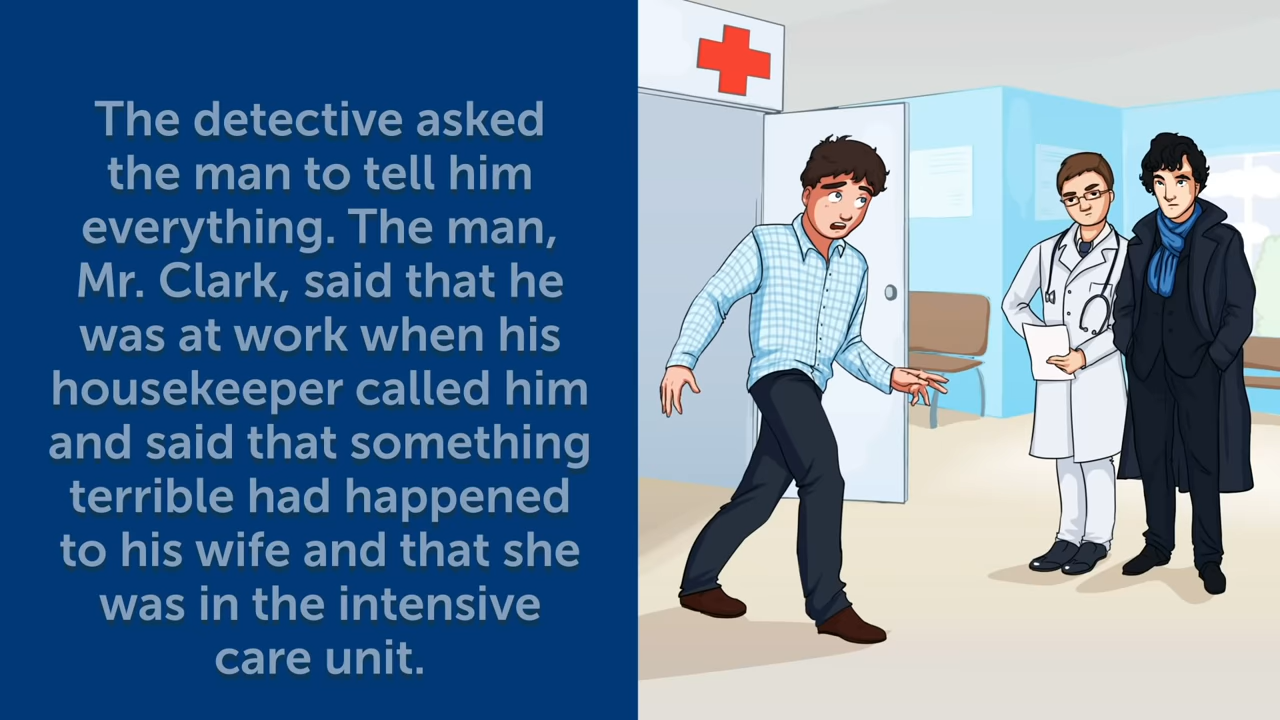 The detective asked
the man to tell him
everything. The man,
Mr. Clark, said that he
was at work when his
housekeeper called him
and said that something
terrible had happened
to his wife and that she
was in the intensive
care unit.